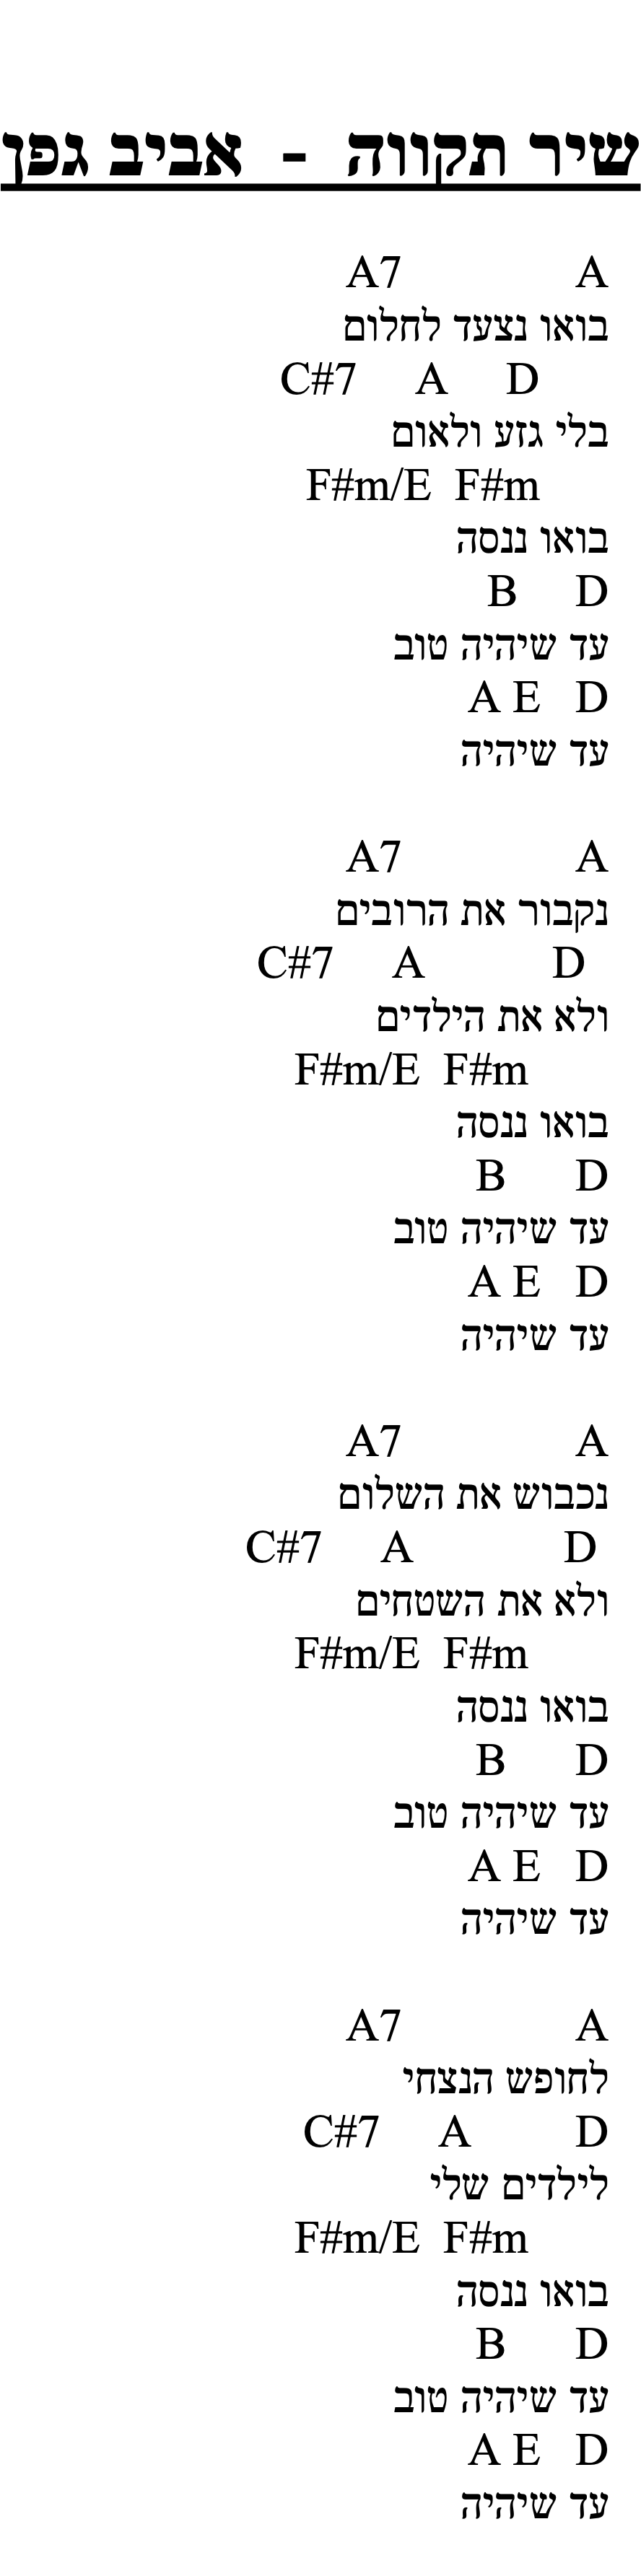 שיר תקווה - אביב גפן
A A7
בואו נצעד לחלום
D A C#7
בלי גזע ולאום
F#m F#m/E
בואו ננסה
D B
עד שיהיה טוב
D E A
עד שיהיה
A A7
נקבור את הרובים
D A C#7
ולא את הילדים
F#m F#m/E
בואו ננסה
D B
עד שיהיה טוב
D E A
עד שיהיה
A A7
נכבוש את השלום
D A C#7
ולא את השטחים
F#m F#m/E
בואו ננסה
D B
עד שיהיה טוב
D E A
עד שיהיה
A A7
לחופש הנצחי
D A C#7
לילדים שלי
F#m F#m/E
בואו ננסה
D B
עד שיהיה טוב
D E A
עד שיהיה